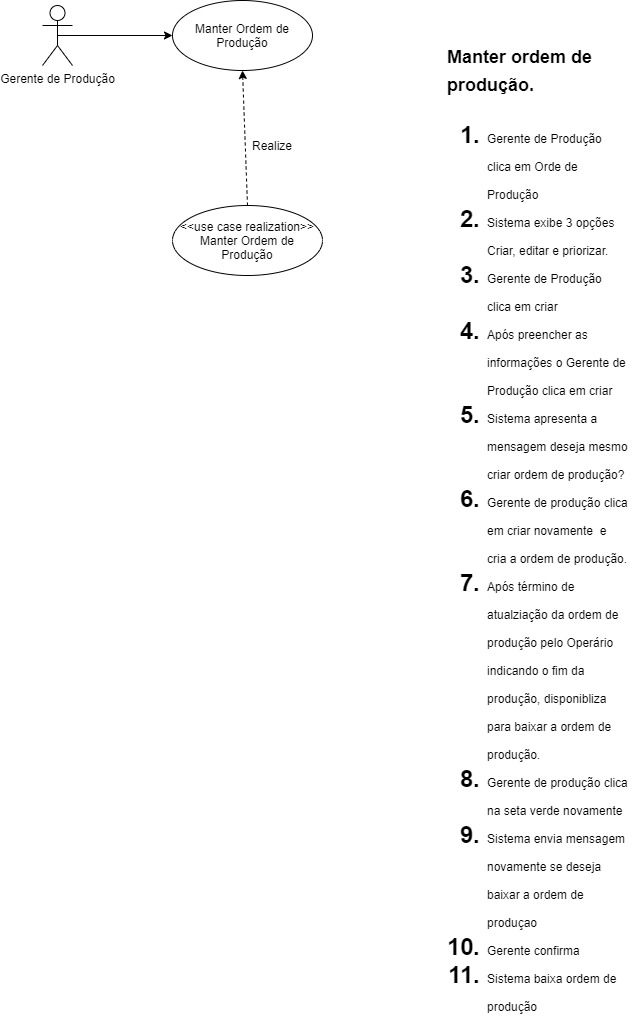 Manter Ordem de
Produção
Gerente de Produção
Realize
<<use case realization>>
Manter Ordem de
Produção
Manter ordem de
produção.
1. Gerente de Produção
clica em Orde de
Produção
2. Sistema exibe 3 opções
Criar, editar e priorizar.
3. Gerente de Produção
clica em criar
4. Após preencher as
informações o Gerente de
Produção clica em criar
5. Sistema apresenta a
mensagem deseja mesmo
criar ordem de produção?
6. Gerente de produção clica
em criar novamente e
cria a ordem de produção.
7. Após término de
atualziação da ordem de
produção pelo Operário
indicando o fim da
produção, disponibliza
para baixar a ordem de
produção.
8. Gerente de produção clica
na seta verde novamente
9. Sistema envia mensagem
novamente se deseja
baixar a ordem de
produçao
10. Gerente confirma
11. Sistema baixa ordem de
produção